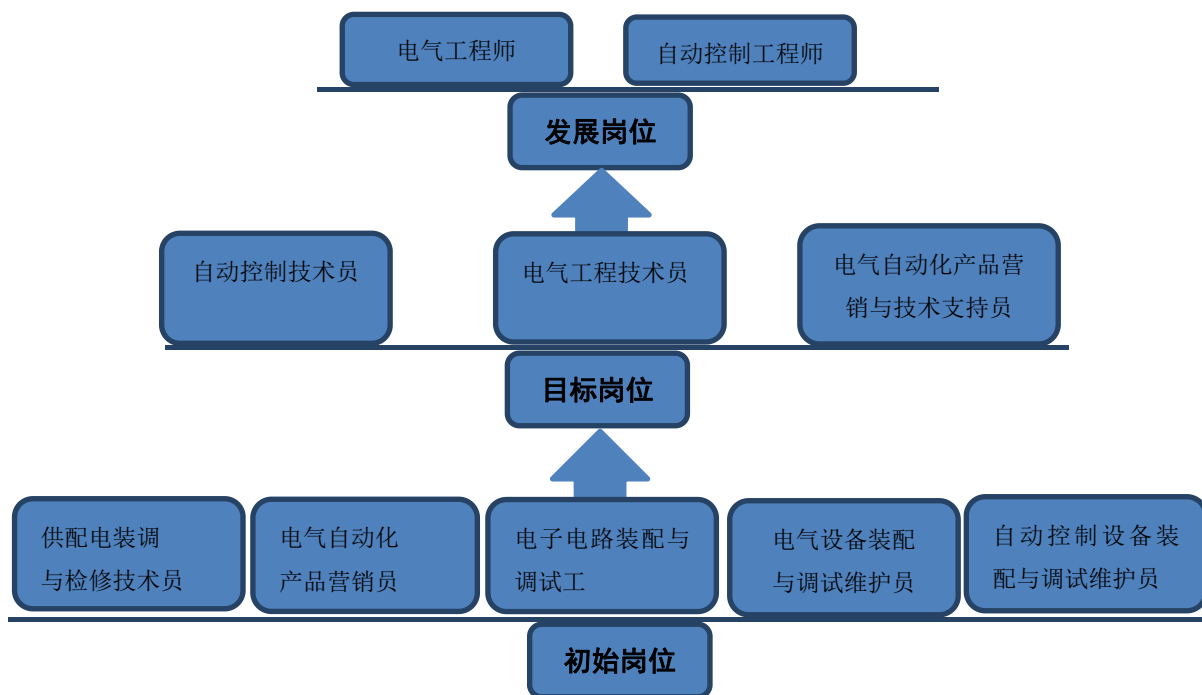 电气工程师
自动控制工程师
发展岗位
自动控制技术员
电气工程技术员
电气自动化产品营
销与技术支持员
目标岗位
供配电装调
与检修技术员
电气自动化
产品营销员
电子电路装配与
调试工
电气设备装配
与调试维护员
自动控制设备装
配与调试维护员
初始岗位